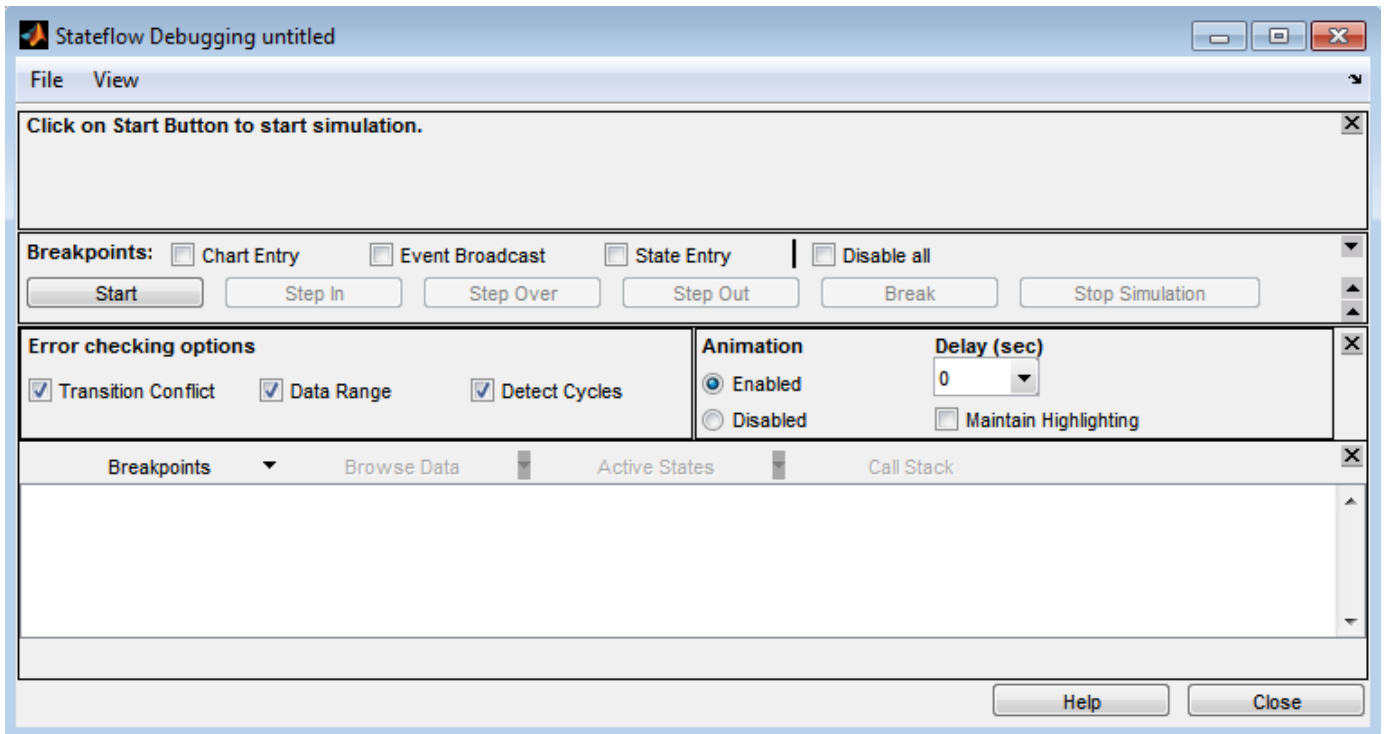 Stateflow Debugging untitled
File View
Click on Start Button to start simulation.
Breakpoints: Chart Entry Event Broadcast State Entry Disable all
Start Step In Step Over Step Out Break Stop Simulation
Error checking options Animation Delay (sec)
Enabled 0
Transition Conflict Data Range Detect Cycles
Disabled Maintain Highlighting
Breakpoints Browse Data Active States Call Stack
Help Close